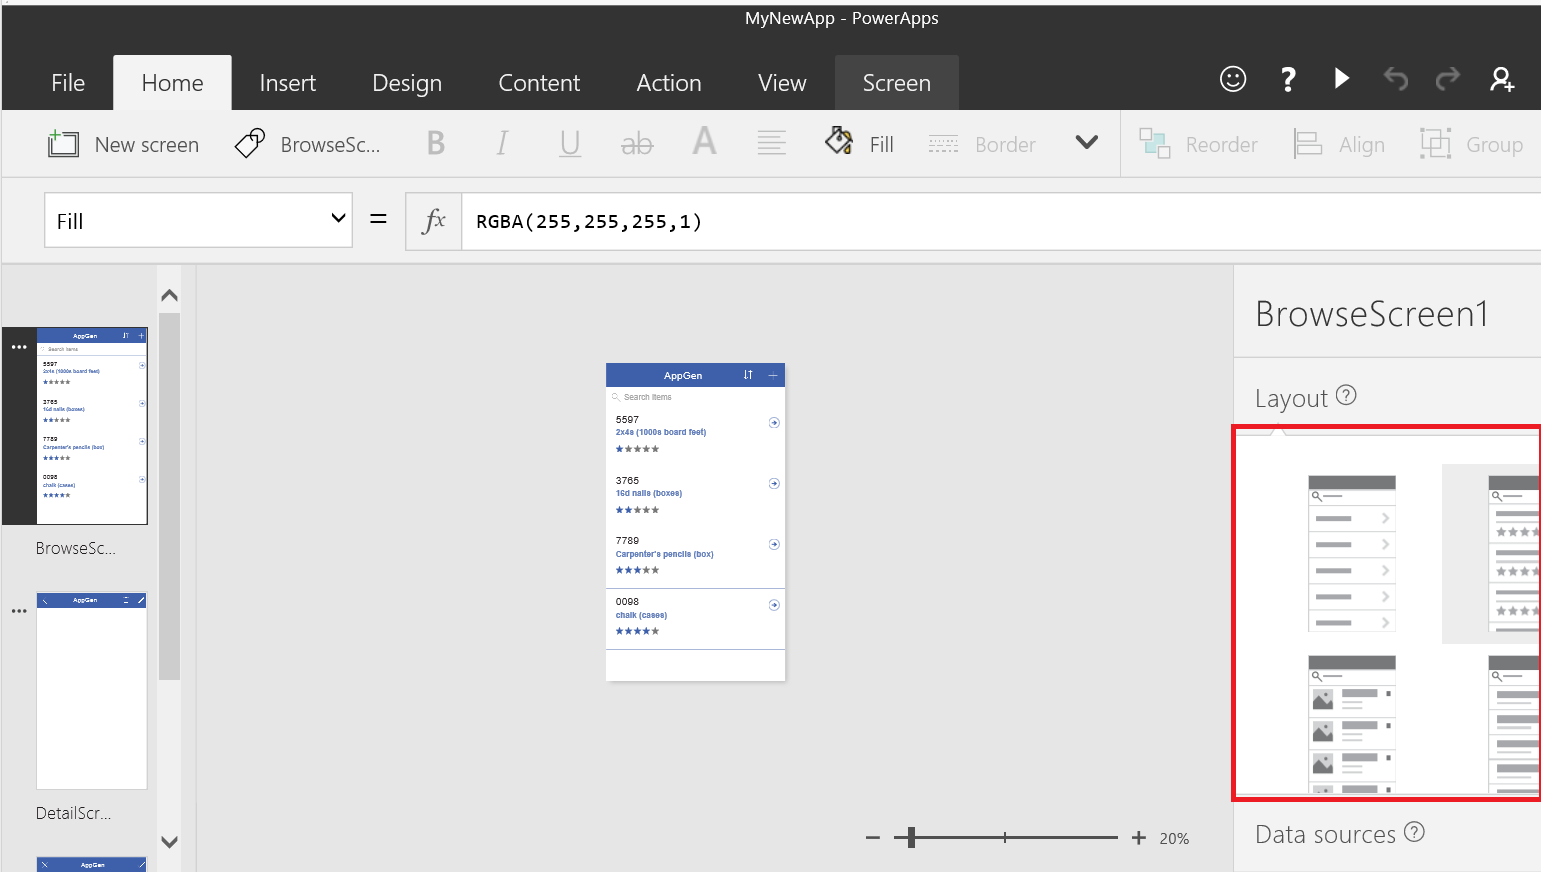 MyNewApp - PowerApps
File Home Insert Design Content Action View Screen
New screen BrowseSc... B I U ab A Fill Border Reorder Align Group
Fill = fx RGBA(255,255,255,1)
AppGen
Search items
5597
2x4s (1000s board feet)
3765
16d nails (boxes)
7789
Carpenter's pencils (box)
0098
chalk (cases)
BrowseSc...
AppGen
DetailScr...
AppGen
AppGen
Search items
5597
2x4s (1000s board feet)
3765
16d nails (boxes)
7789
Carpenter's pencils (box)
0098
chalk (cases)
20%
BrowseScreen1
Layout ?
Data sources ?